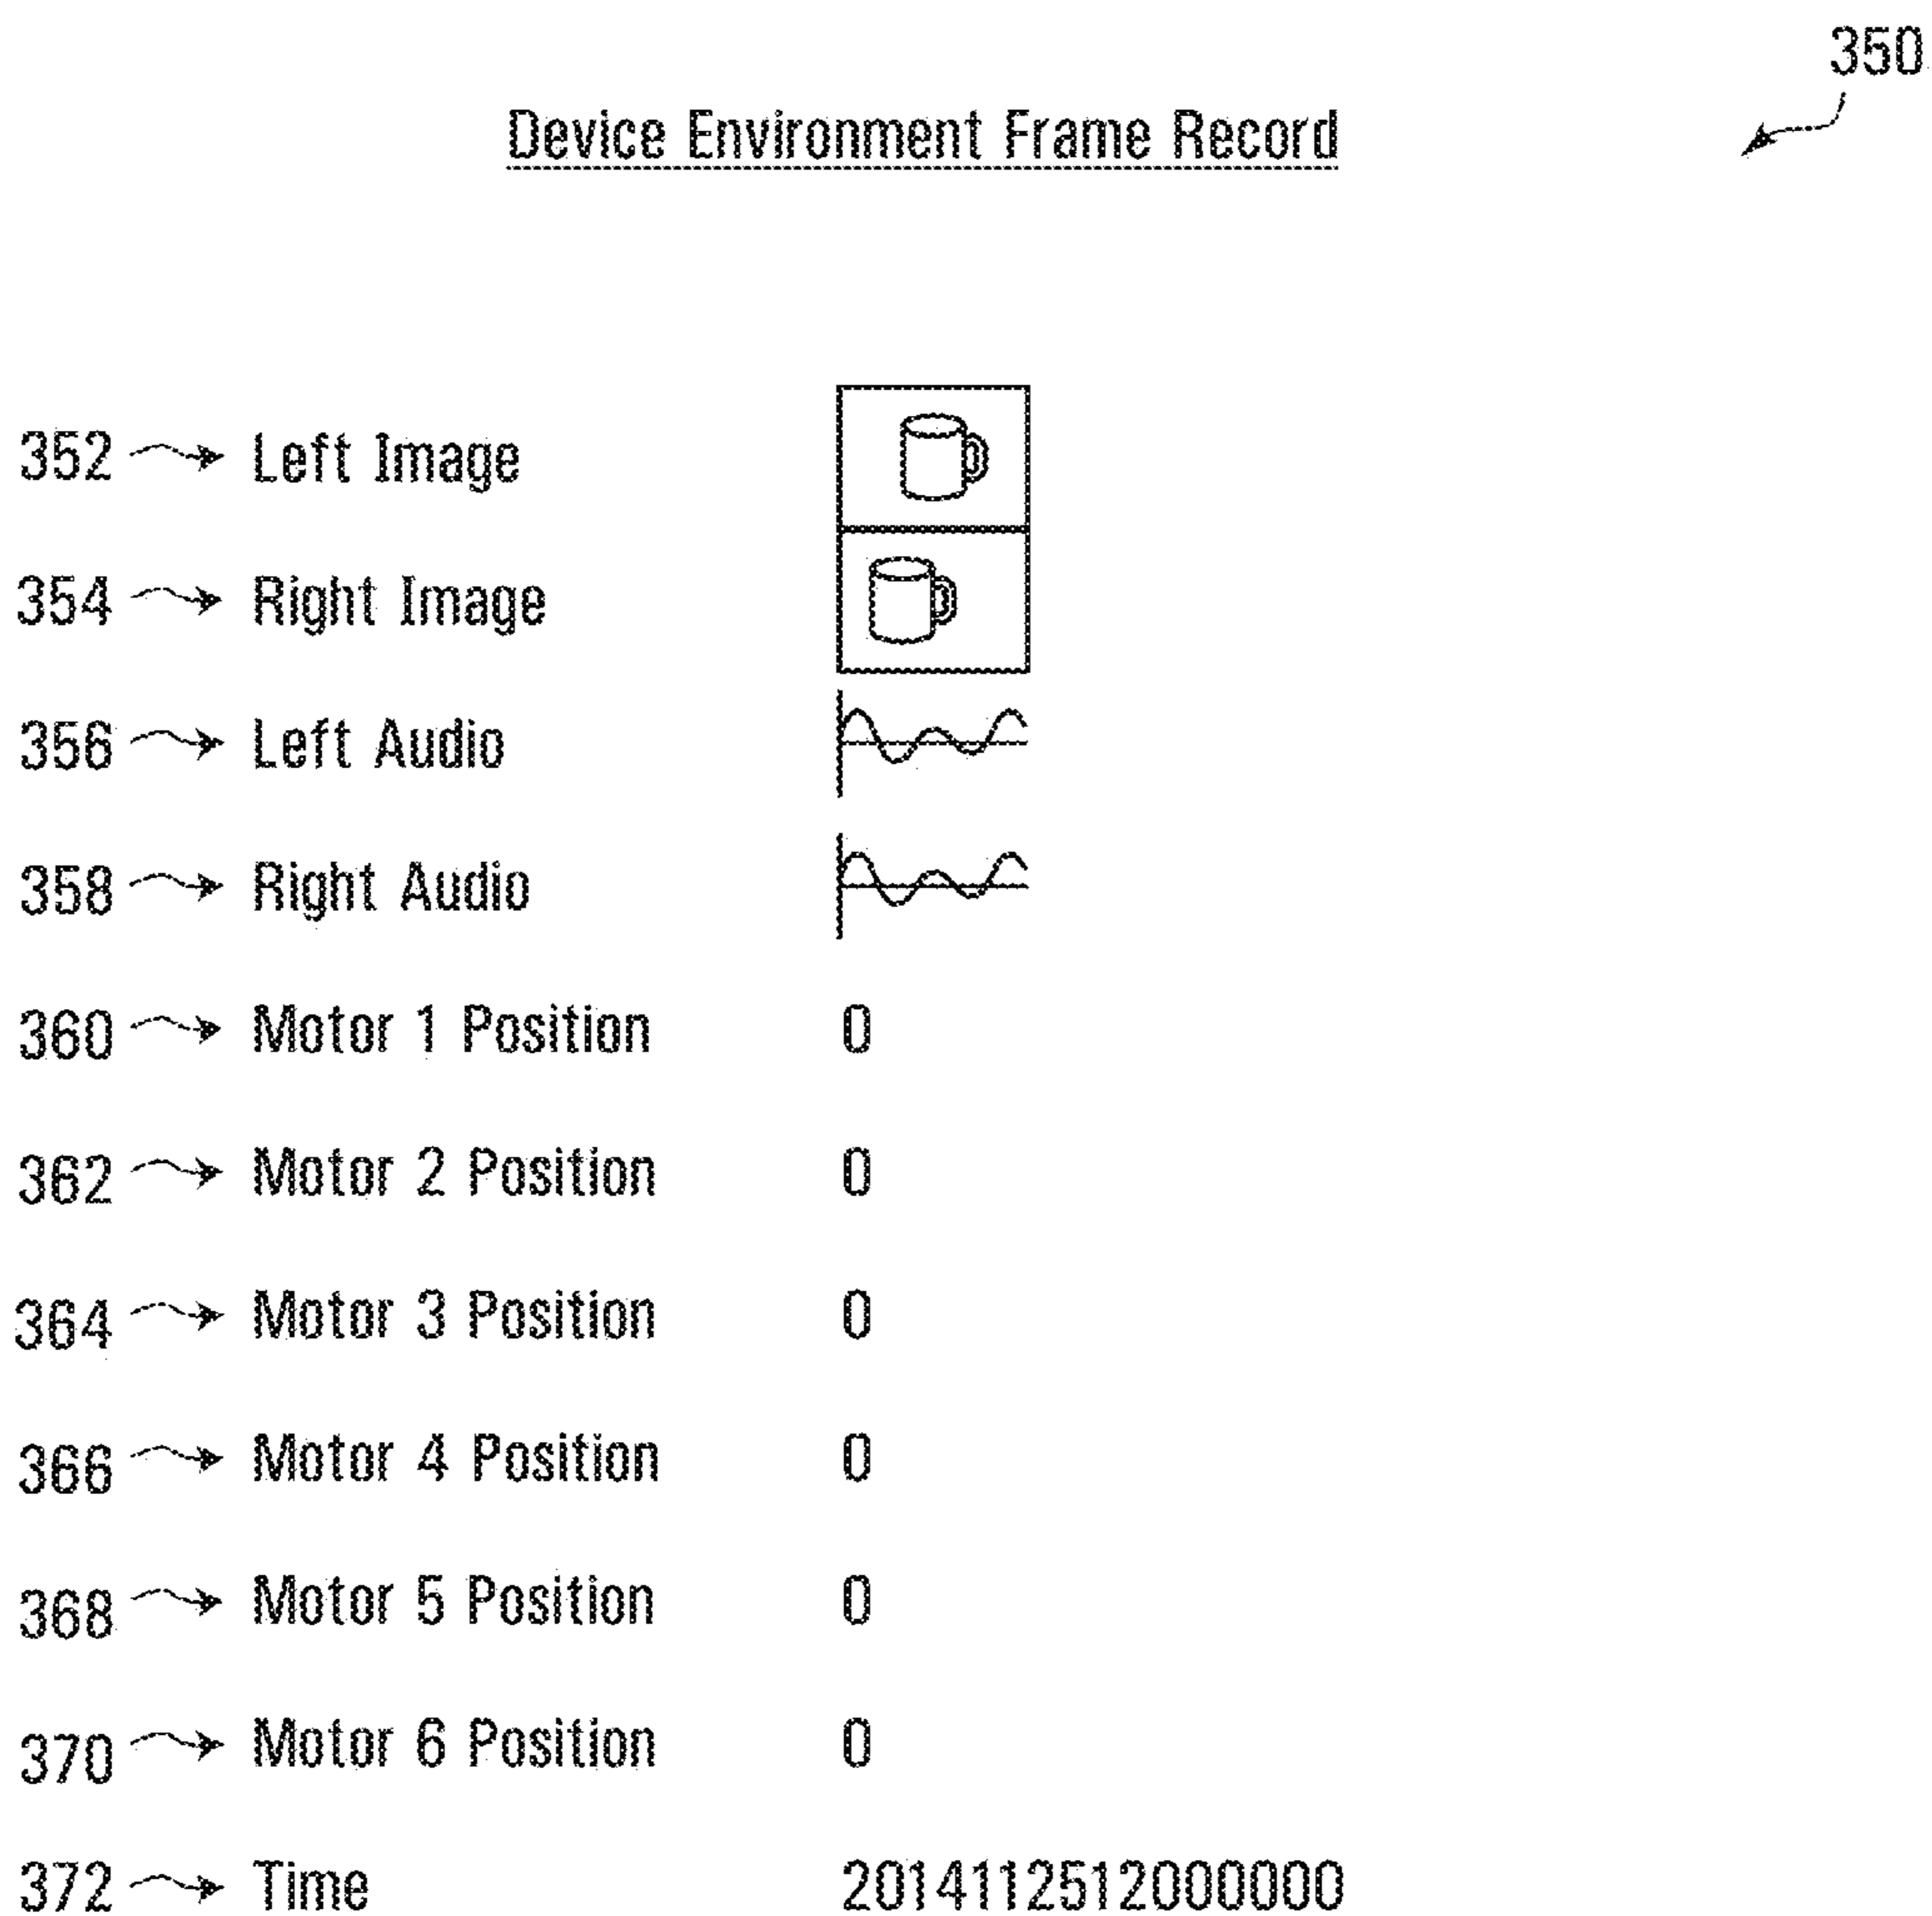 350
Device Environment Frame Record
352 Left Image
354 Right Image
356 Left Audio
358 Right Audio
360 Motor 1 Position 0
362 Motor 2 Position 0
364 Motor 3 Position 0
366 Motor 4 Position 0
368 Motor 5 Position 0
370 Motor 6 Position 0
372 Time 2014112512000000